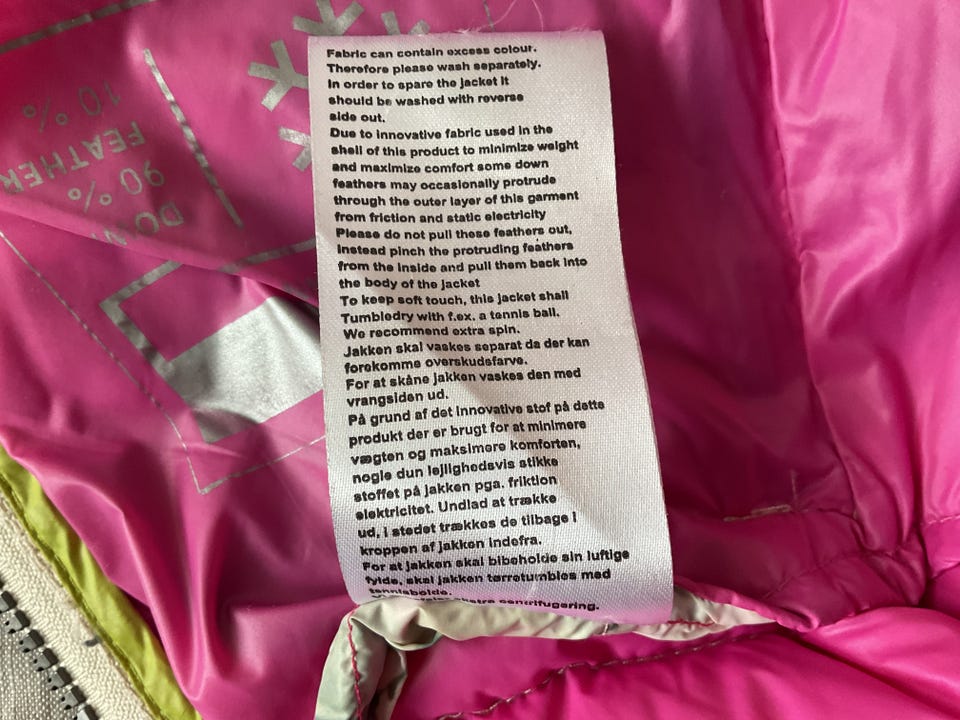 Fabric can contain excess colour.
Therefore please wash separately.
In order to spare the jacket it
should be washed with reverse
side out.
Due to innovative fabric used in the
shell of this product to minimize weight
and maximize comfort some down
feathers may occasionally protrude
through the outer layer of this garment
from friction and static electricity
Please do not pull these feathers out,
Instead pinch the protruding feathers
from the inside and pull them back into
the body of the jacket
To keep soft touch, this jacket shall
Tumbledry with f.ex. a tennis ball.
We recommend extra spin.
Jakken skal vaskes separat da der kan
forekomme overskudsfarve.
For at skåne jakken vaskes den med
vrangsiden ud.
På grund af det innovative stof på dette
produkt der er brugt for at minimere
vægten og maksimere komforten,
nogle dun lejlighedsvis stikke
stoffet på jakken pga. friktion
elektricitet. Undlad at trække
ud, i stedet trækkes de tilbage i
kroppen af jakken indefra.
For at jakken skal bibeholde sin luftige
fylde, skal jakken tørretumbles med
tennisbolde.
ekstra centrifugering.
90 %
FEATHER
10 %